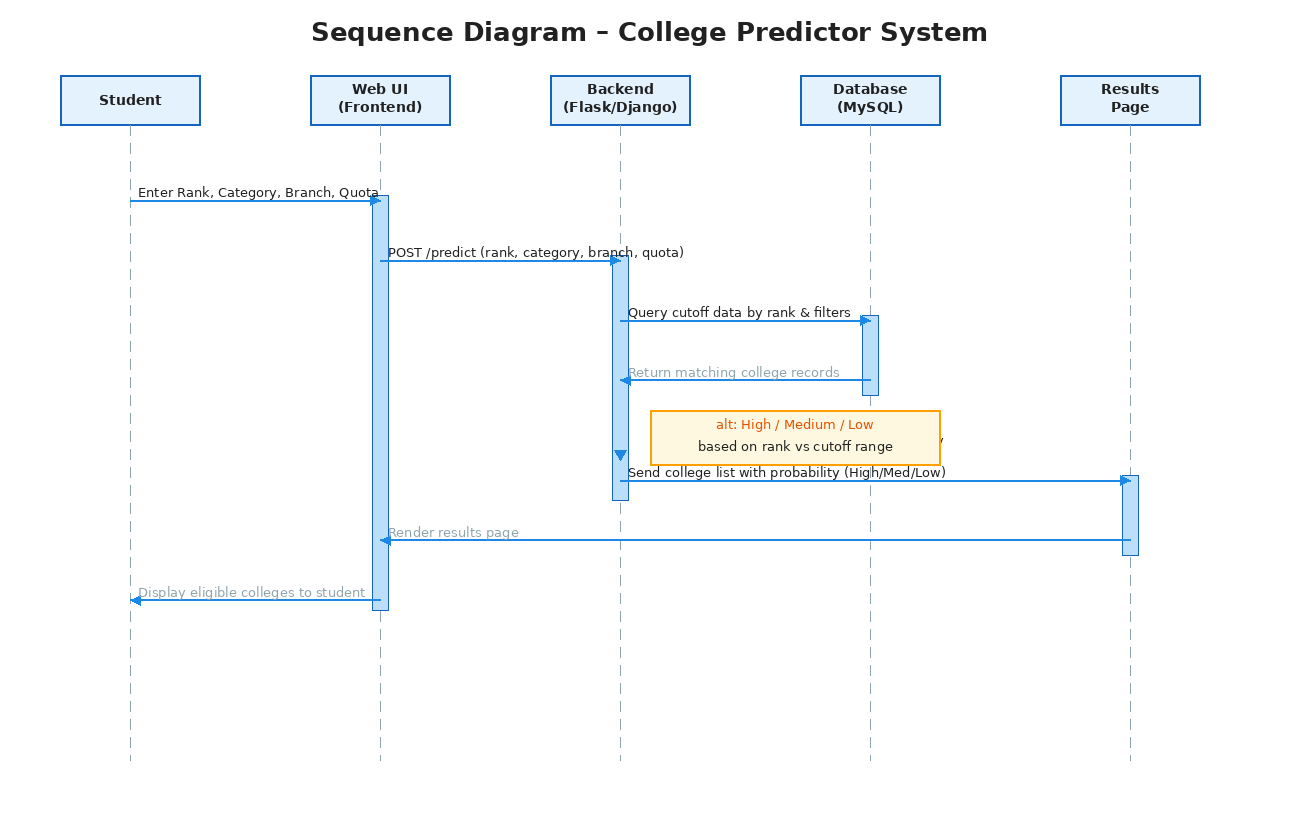 Sequence Diagram – College Predictor System
Student
Web UI
(Frontend)
Backend
(Flask/Django)
Database
(MySQL)
Results
Page
Enter Rank, Category, Branch, Quota
POST /predict (rank, category, branch, quota)
Query cutoff data by rank & filters
Return matching college records
alt: High / Medium / Low
based on rank vs cutoff range
Send college list with probability (High/Med/Low)
Render results page
Display eligible colleges to student